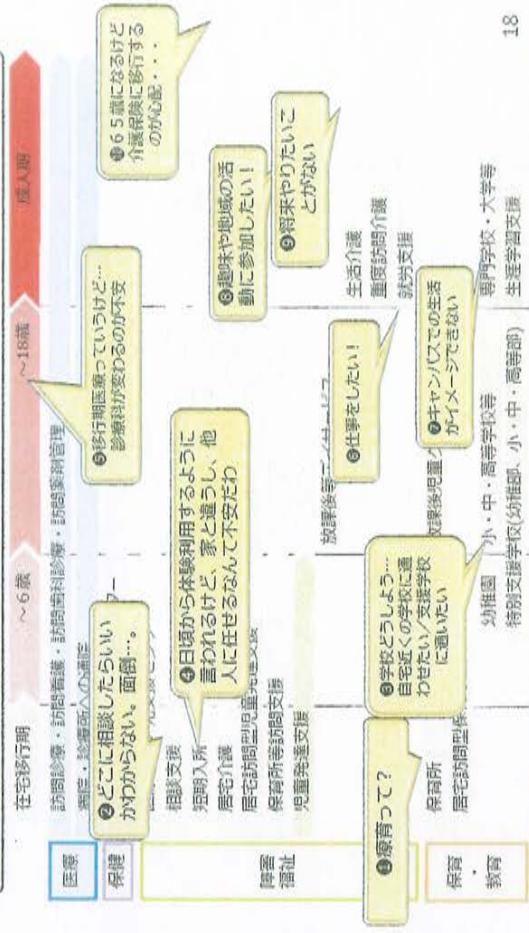 在宅移行期
～6歳
～18歳
成人期
医療
訪問診療・訪問看護・訪問歯科診療・訪問薬剤管理
病院・診療所への通院
保健
障害
福祉
相談支援
短期入所
居宅介護
居宅訪問型児童発達支援
保育所等訪問支援
児童発達支援
放課後等デイサービス
生活介護
重度訪問介護
就労支援
保育
・
教育
保育所
居宅訪問型保
幼稚園
小・中・高等学校等
特別支援学校(幼稚部、小・中・高等部)
放課後児童ク
専門学校・大学等
生涯学習支援
❶療育って？
❷どこに相談したらいい
かわからない。面倒…。
❸学校どうしよう…
自宅近くの学校に通
わせたい／支援学校
に通いたい
❹日頃から体験利用するように
言われるけど、家と違うし、他
人に任せるなんて不安だわ
❺移行期医療っていうけど…
診療科が変わるのが不安
❻仕事をしたい！
❼キャンパスでの生活
がイメージできない
❽趣味や地域の活
動に参加したい！
❾将来やりたいこ
とがない
❿６５歳になるけど
介護保険に移行する
のが心配・・・
18